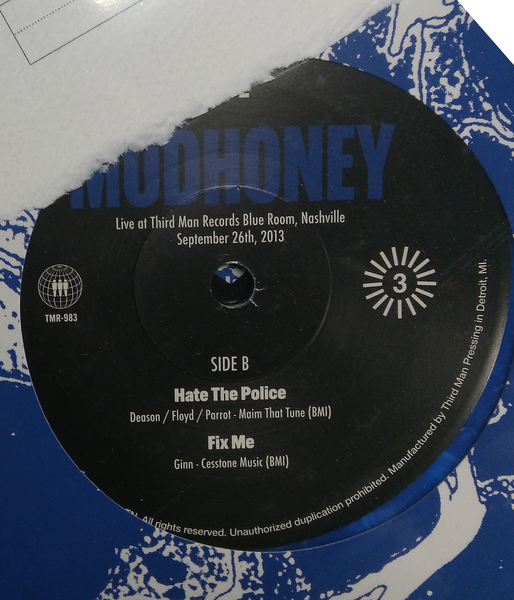 MUDHONEY
Live at Third Man Records Blue Room, Nashville
September 26th, 2013
TMR-983
3
SIDE B
Hate The Police
Deason / Floyd / Parrot - Maim That Tune (BMI)
Fix Me
Ginn - Cesstone Music (BMI)
All rights reserved. Unauthorized duplication prohibited. Manufactured by Third Man Pressing in Detroit, MI.